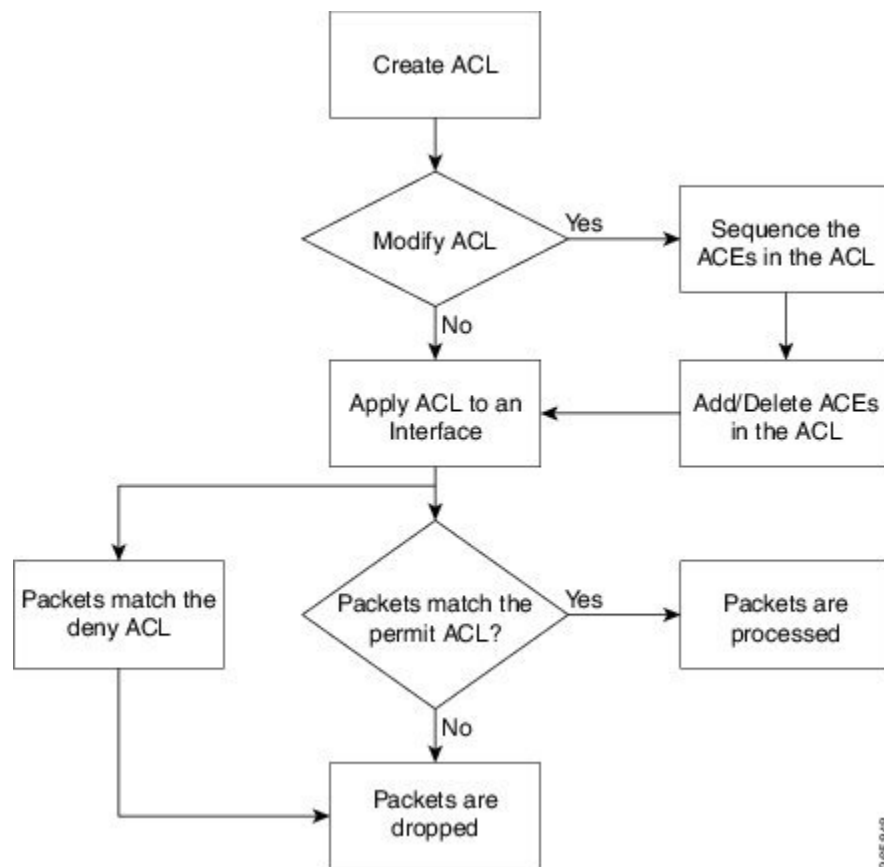 Create ACL
Modify ACL
Yes
Sequence the
ACEs in the ACL
No
Apply ACL to an
Interface
Add/Delete ACEs
in the ACL
Packets match the
deny ACL
Packets match the
permit ACL?
Yes
Packets are
processed
No
Packets are
dropped